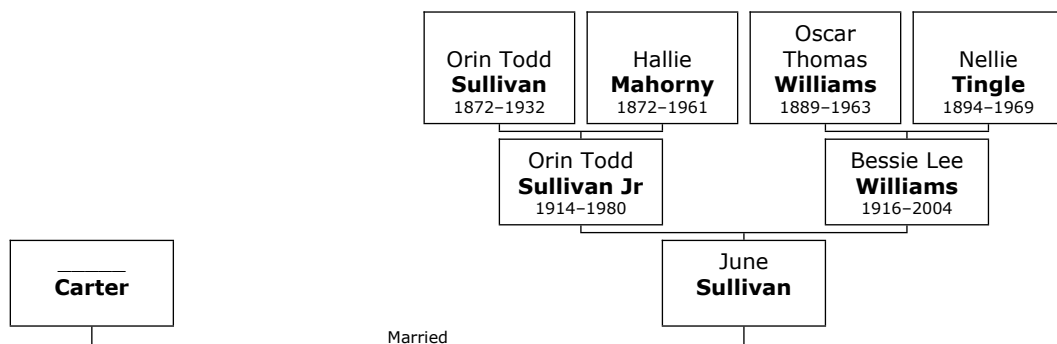 Orin Todd
Sullivan
1872–1932
Hallie
Mahorny
1872–1961
Oscar
Thomas
Williams
1889–1963
Nellie
Tingle
1894–1969
Orin Todd
Sullivan Jr
1914–1980
Bessie Lee
Williams
1916–2004
______
Carter
June
Sullivan
Married